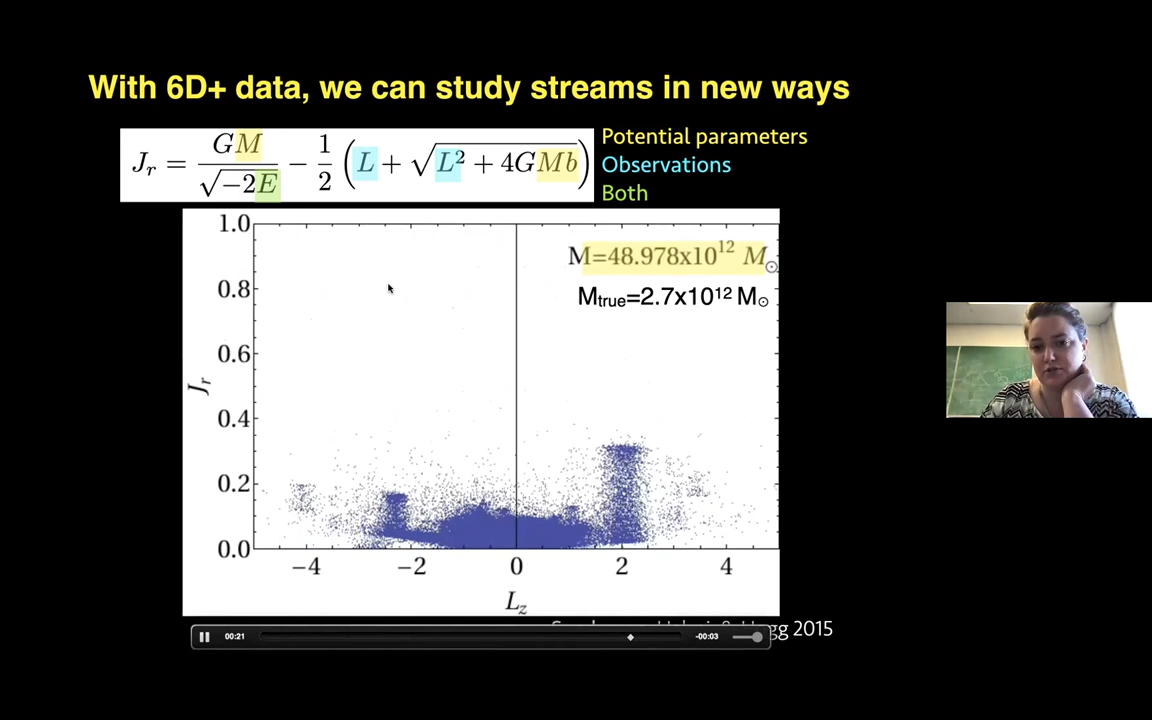 With 6D+ data, we can study streams in new ways
J_r = GM/√(-2E) − 1/2 (L + √(L² + 4GMb))
Potential parameters
Observations
Both
M=48.978x10¹² M☉
Mtrue=2.7x10¹² M☉
1.0
0.8
0.6
0.4
0.2
0.0
J_r
−4 −2 0 2 4
L_z
gg 2015
00:21 -00:03